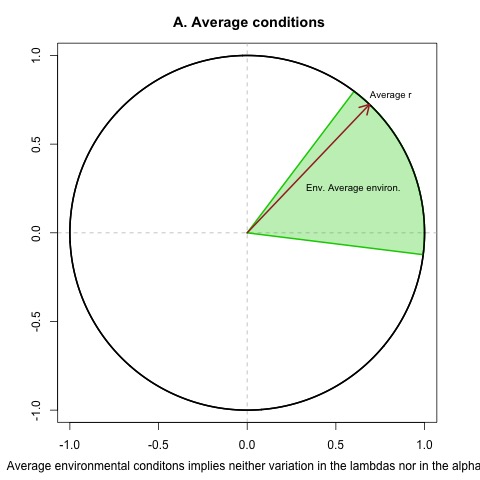 A. Average conditions
1.0
0.5
0.0
-0.5
-1.0
Average r
Env. Average environ.
-1.0 -0.5 0.0 0.5 1.0
Average environmental conditons implies neither variation in the lambdas nor in the alpha